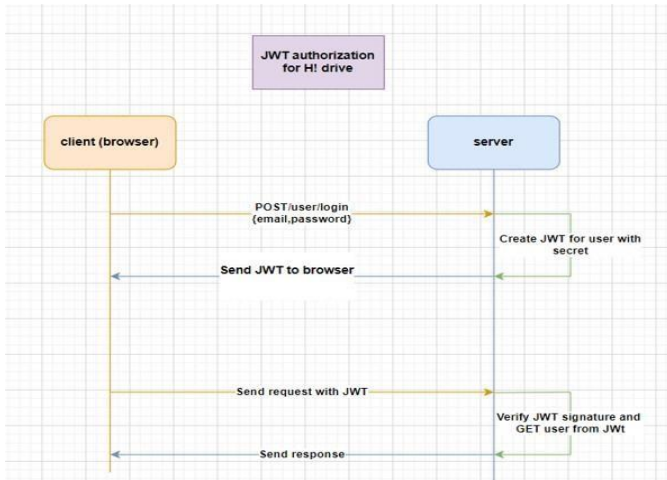 JWT authorization
for H! drive
client (browser)
server
POST/user/login
{email,password}
Create JWT for user with
secret
Send JWT to browser
Send request with JWT
Verify JWT signature and
GET user from JWt
Send response